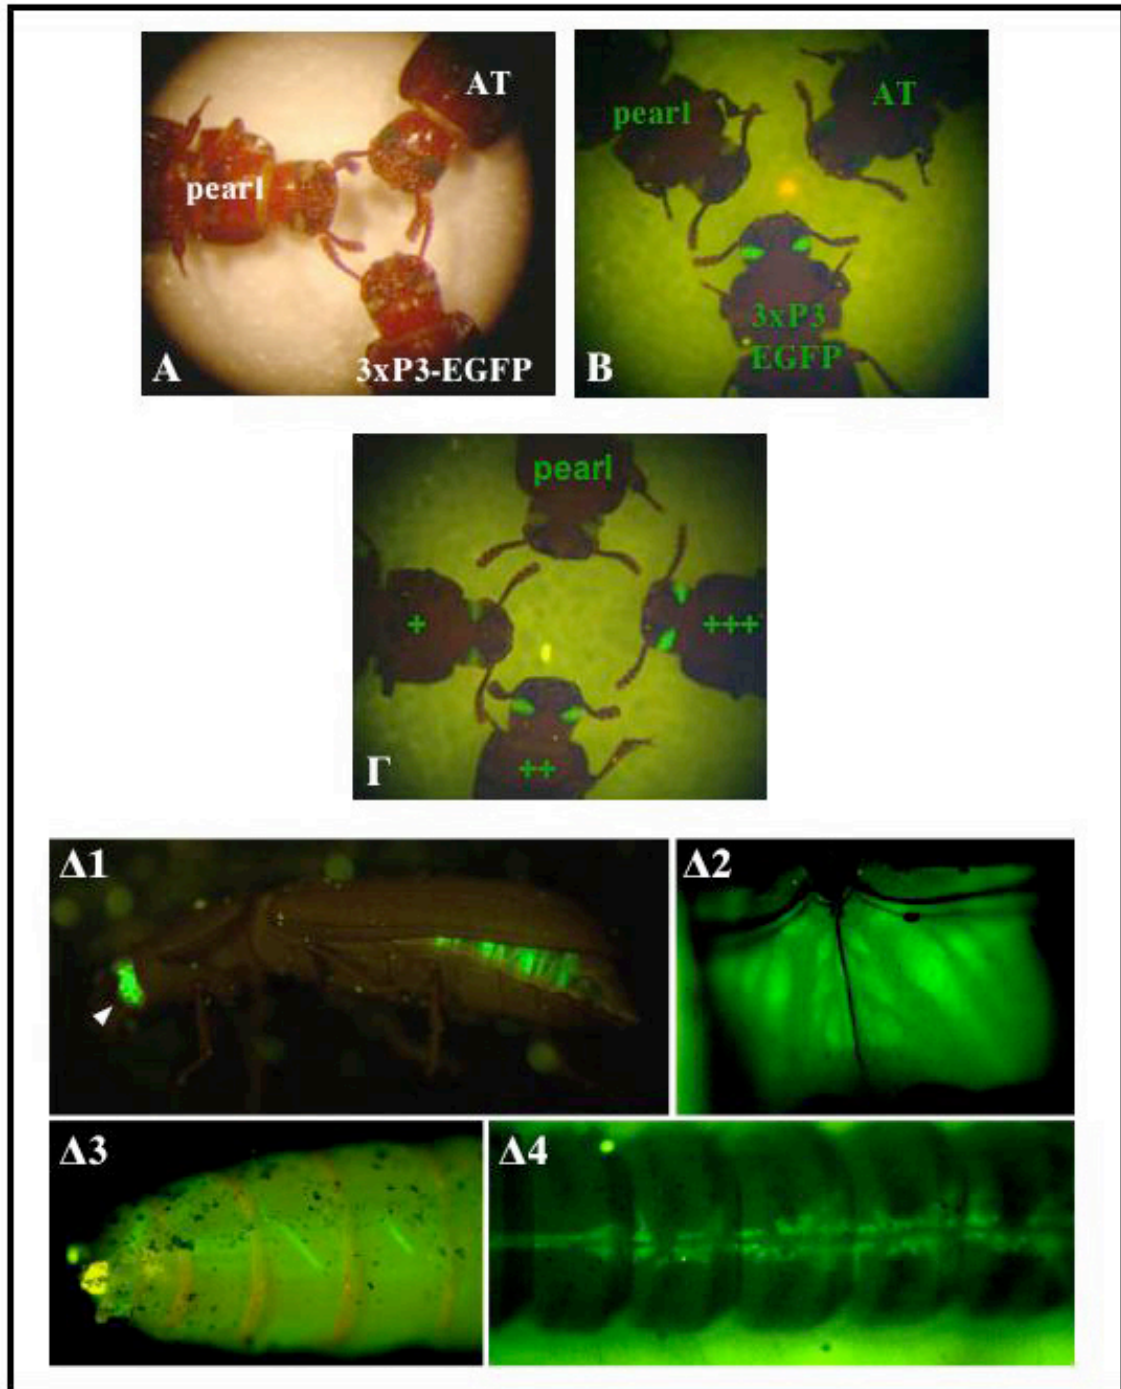 AT
pearl
3xP3-EGFP
A
pearl
AT
3xP3
EGFP
B
pearl
+
+++
++
Γ
Δ1
Δ2
Δ3
Δ4